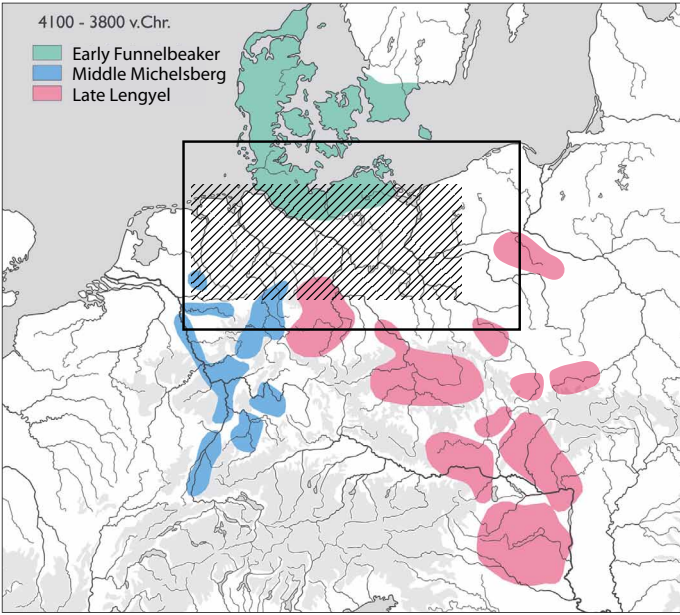 4100 - 3800 v.Chr.
Early Funnelbeaker
Middle Michelsberg
Late Lengyel